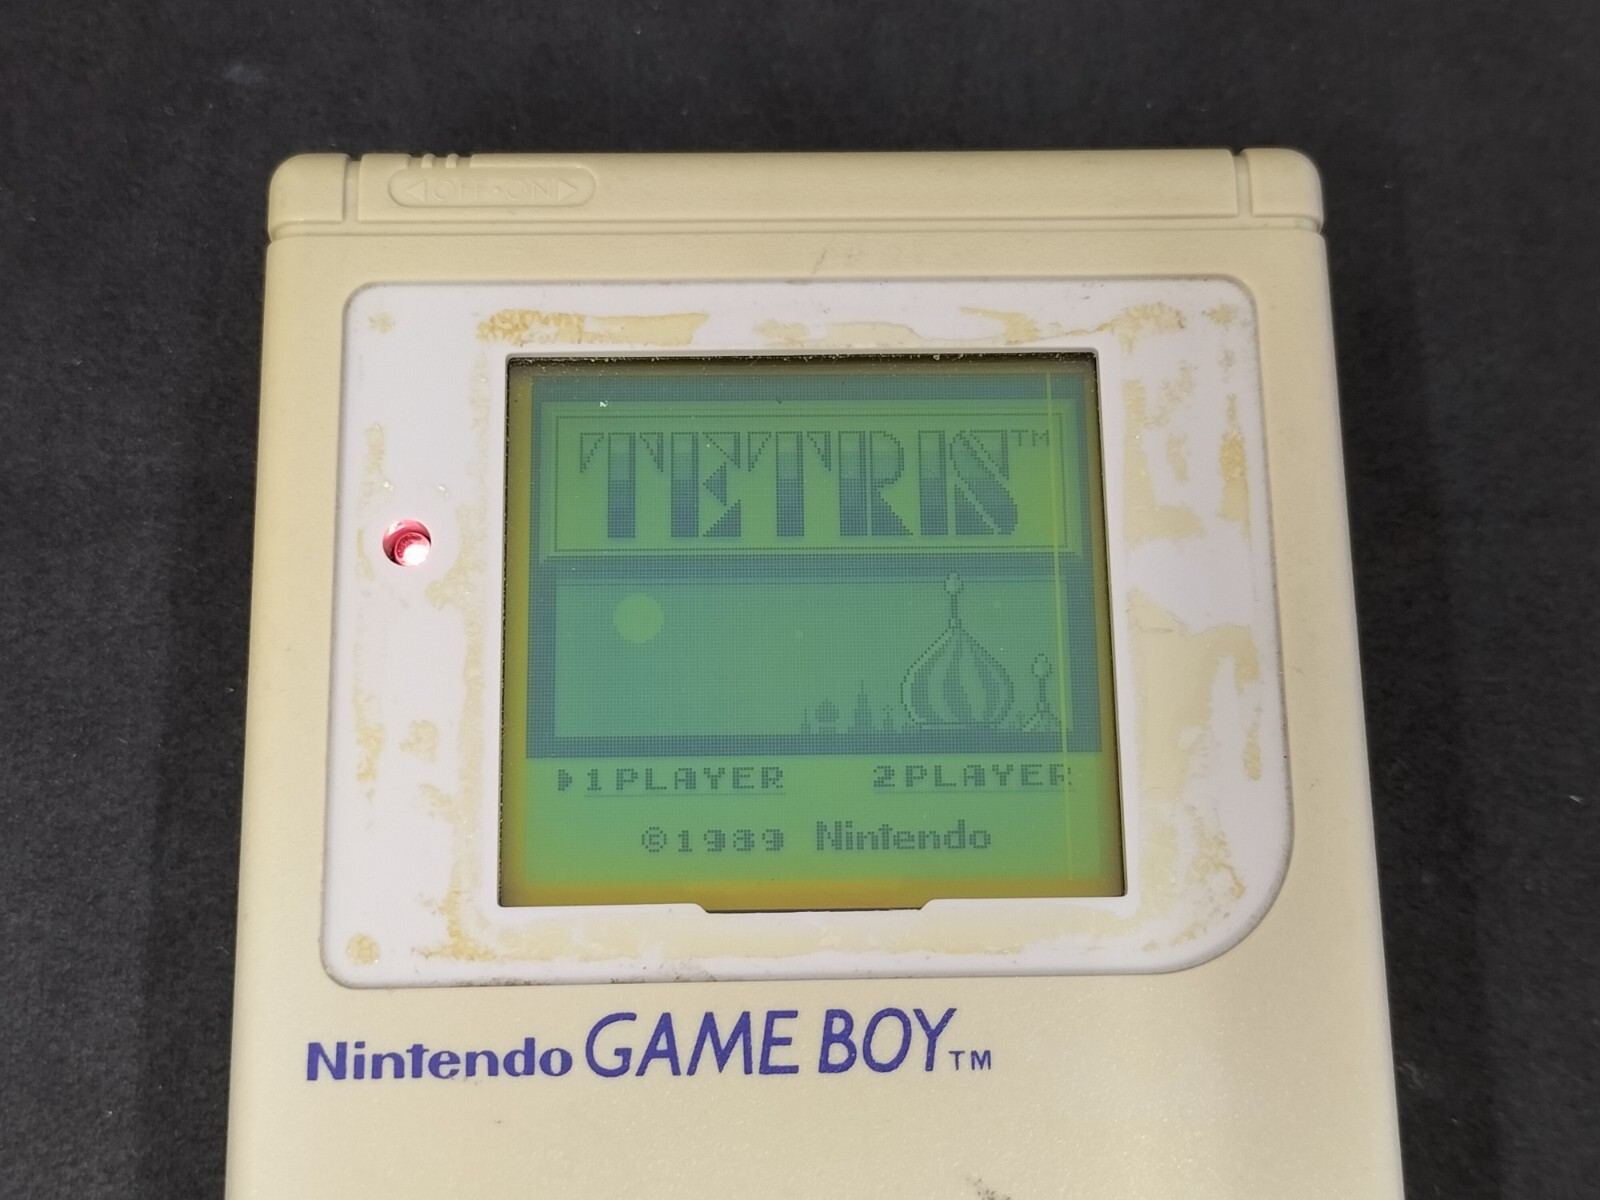 ◁OFF•ON▷
TETRIS™
▶1PLAYER 2PLAYER
©1989 Nintendo
Nintendo GAME BOY™